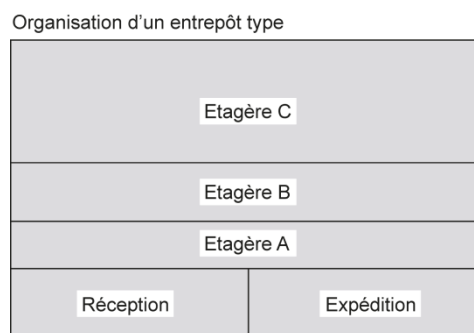 Organisation d’un entrepôt type
Etagère C
Etagère B
Etagère A
Réception
Expédition